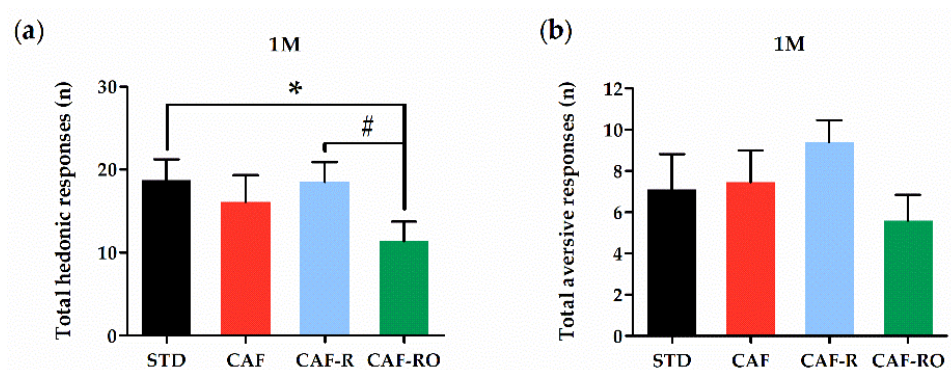 (a)
1M
Total hedonic responses (n)
30
20
10
0
*
#
STD CAF CAF-R CAF-RO
(b)
1M
Total aversive responses (n)
12
10
8
6
4
2
0
STD CAF CAF-R CAF-RO